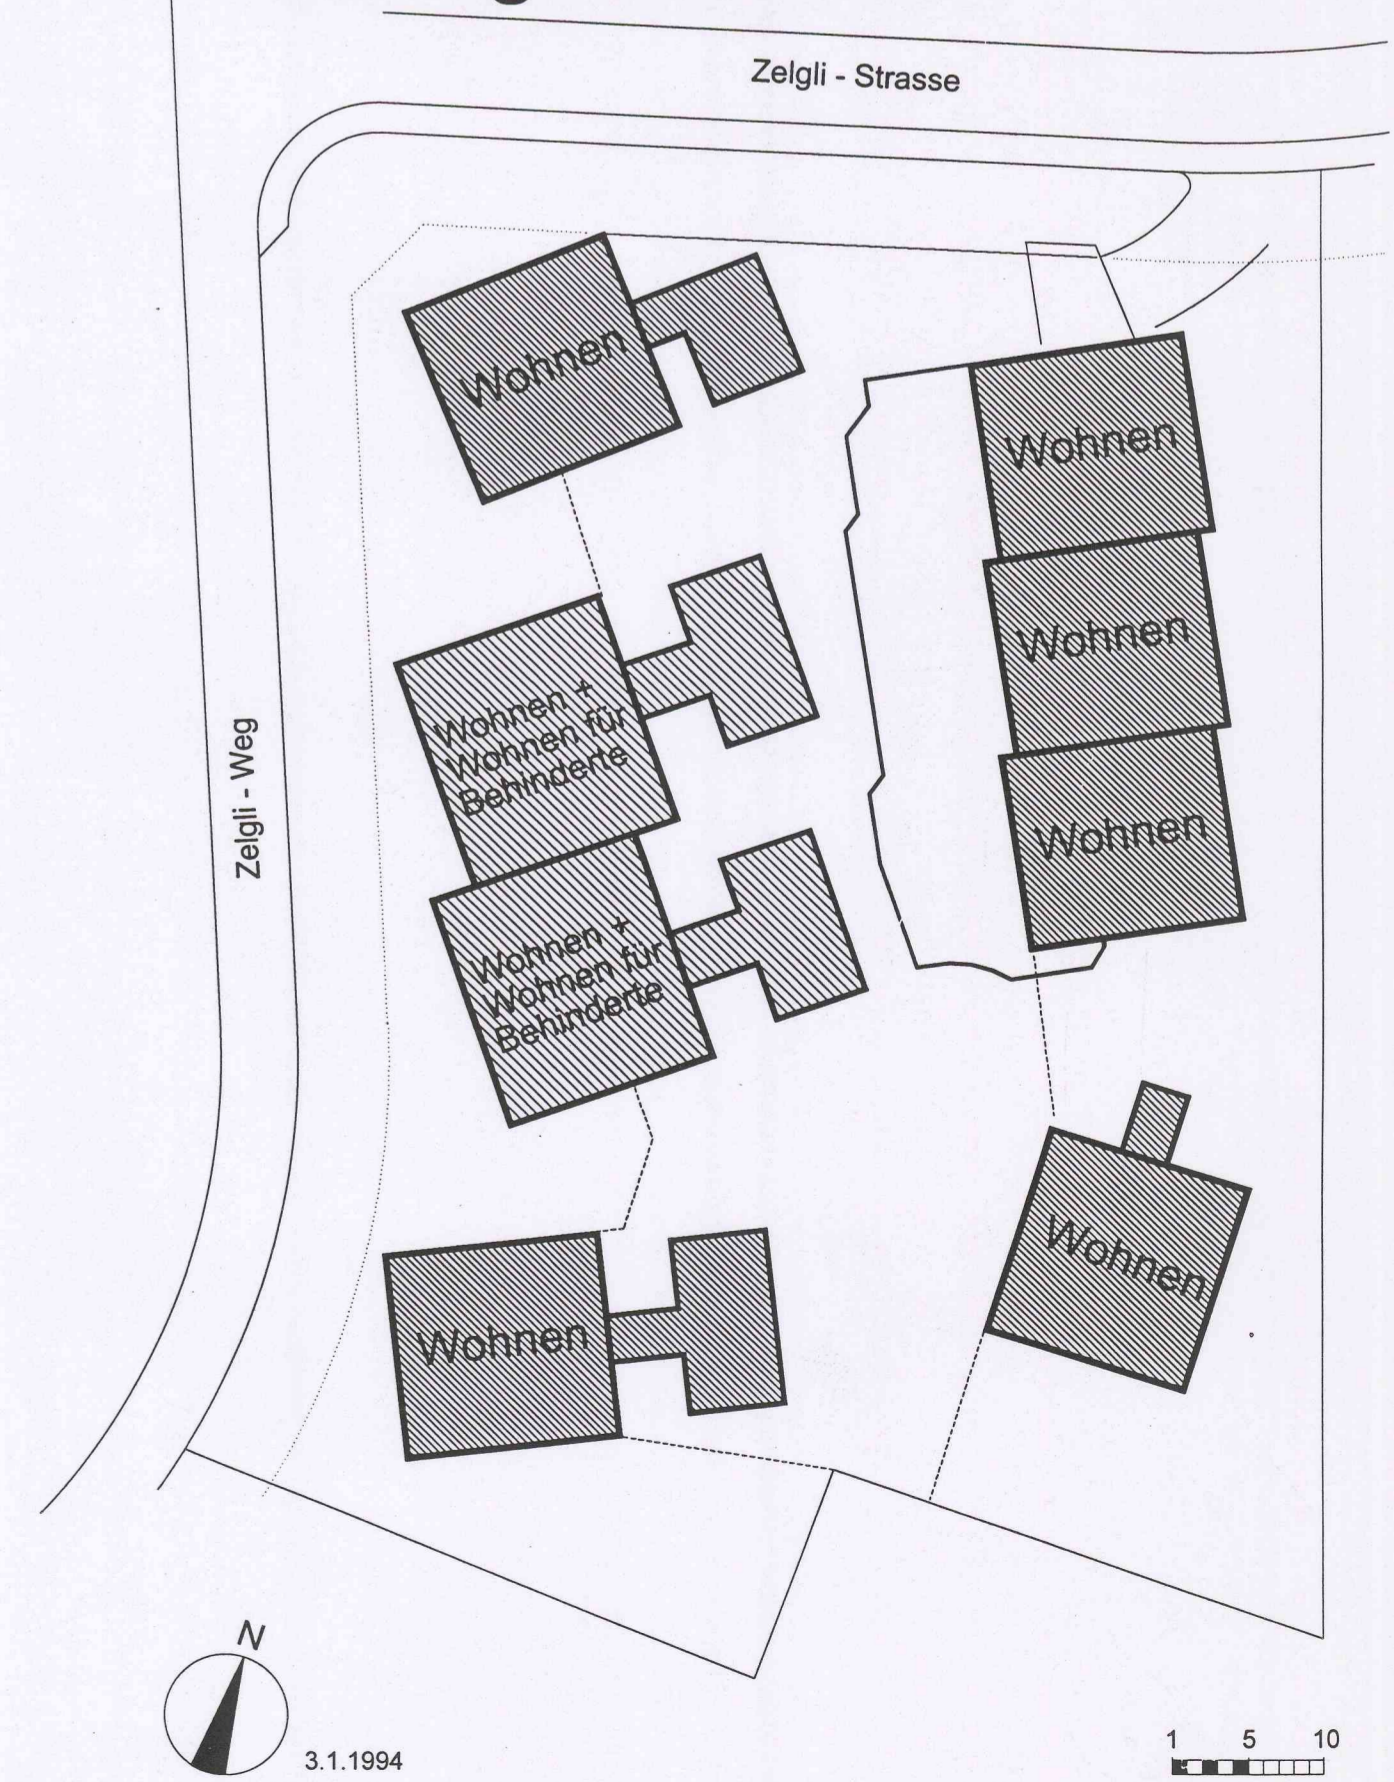 Zelgli - Strasse
Wohnen
Wohnen
Wohnen
Wohnen +
Wohnen für
Behinderte
Zelgli - Weg
Wohnen
Wohnen +
Wohnen für
Behinderte
Wohnen
Wohnen
N
3.1.1994
1 5 10